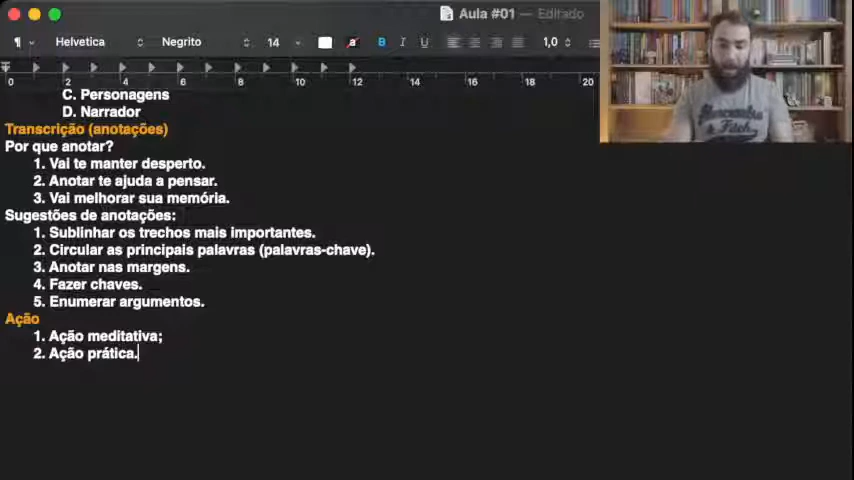 Aula #01 — Editado
¶ Helvetica Negrito 14 a B I U 1,0
0 2 4 6 8 10 12 14 16 18 20
C. Personagens
D. Narrador
Transcrição (anotações)
Por que anotar?
1. Vai te manter desperto.
2. Anotar te ajuda a pensar.
3. Vai melhorar sua memória.
Sugestões de anotações:
1. Sublinhar os trechos mais importantes.
2. Circular as principais palavras (palavras-chave).
3. Anotar nas margens.
4. Fazer chaves.
5. Enumerar argumentos.
Ação
1. Ação meditativa;
2. Ação prática.
Abercrombie
& Fitch